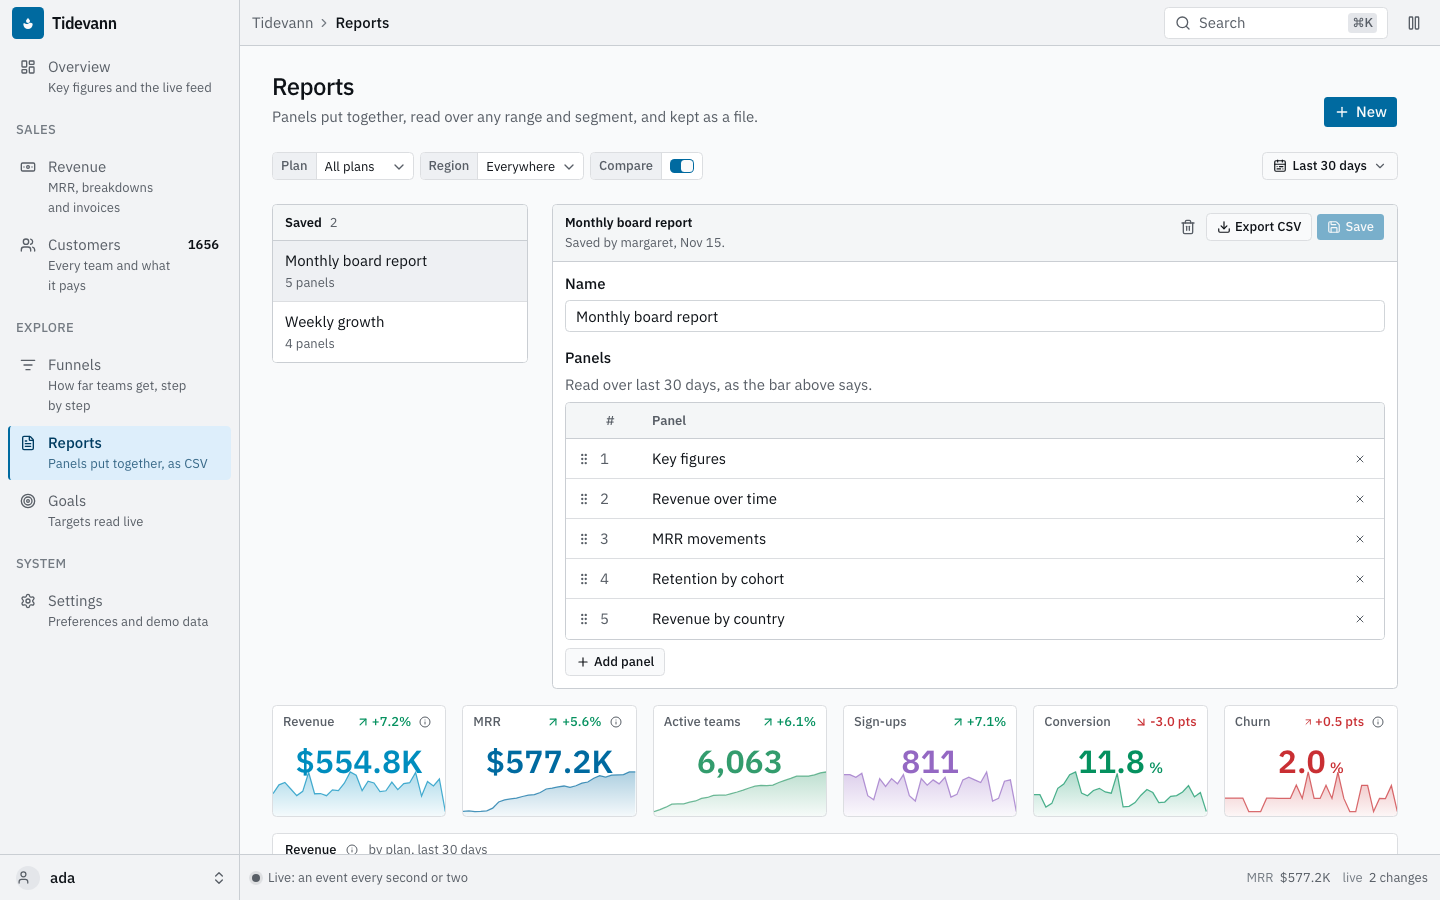 Tidevann
Overview
Key figures and the live feed
SALES
Revenue
MRR, breakdowns
and invoices
Customers 1656
Every team and what
it pays
EXPLORE
Funnels
How far teams get, step
by step
Reports
Panels put together, as CSV
Goals
Targets read live
SYSTEM
Settings
Preferences and demo data
ada
Tidevann > Reports
Search ⌘K
Reports
Panels put together, read over any range and segment, and kept as a file.
New
Plan All plans
Region Everywhere
Compare
Last 30 days
Saved 2
Monthly board report
5 panels
Weekly growth
4 panels
Monthly board report
Saved by margaret, Nov 15.
Export CSV
Save
Name
Monthly board report
Panels
Read over last 30 days, as the bar above says.
# Panel
1 Key figures
2 Revenue over time
3 MRR movements
4 Retention by cohort
5 Revenue by country
Add panel
Revenue +7.2%
$554.8K
MRR +5.6%
$577.2K
Active teams +6.1%
6,063
Sign-ups +7.1%
811
Conversion -3.0 pts
11.8 %
Churn +0.5 pts
2.0 %
Revenue by plan, last 30 days
Live: an event every second or two
MRR $577.2K live 2 changes